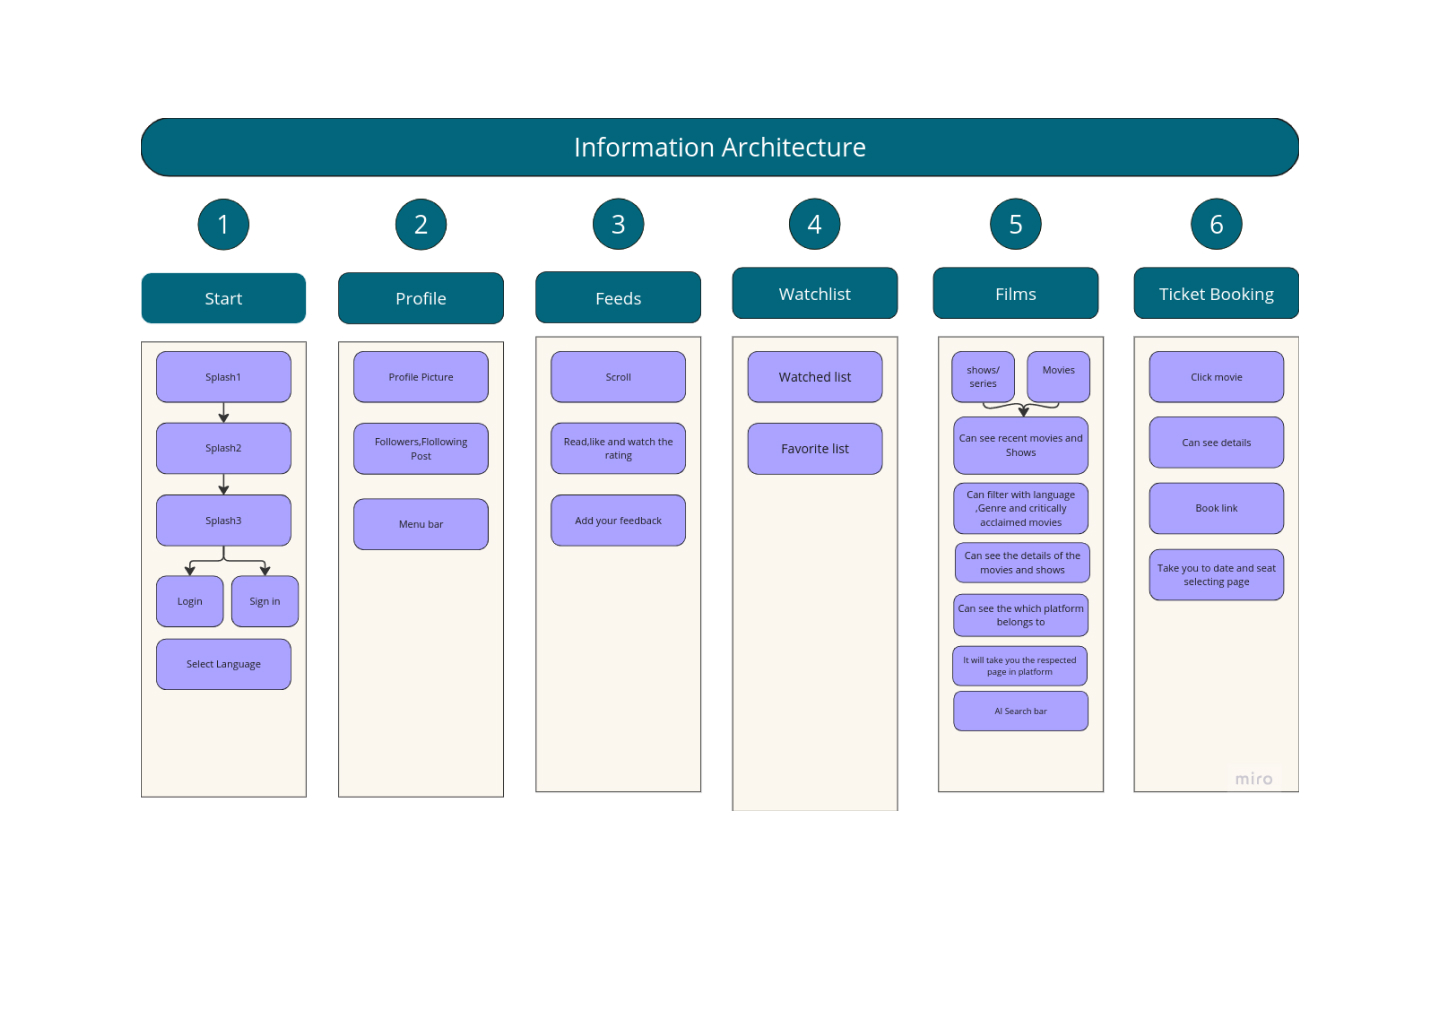 Information Architecture
1
2
3
4
5
6
Start
Profile
Feeds
Watchlist
Films
Ticket Booking
Splash1
Splash2
Splash3
Login
Sign in
Select Language
Profile Picture
Followers,Flollowing
Post
Menu bar
Scroll
Read,like and watch the
rating
Add your feedback
Watched list
Favorite list
shows/
series
Movies
Can see recent movies and
Shows
Can filter with language
,Genre and critically
acclaimed movies
Can see the details of the
movies and shows
Can see the which platform
belongs to
It will take you the respected
page in platform
AI Search bar
Click movie
Can see details
Book link
Take you to date and seat
selecting page
miro